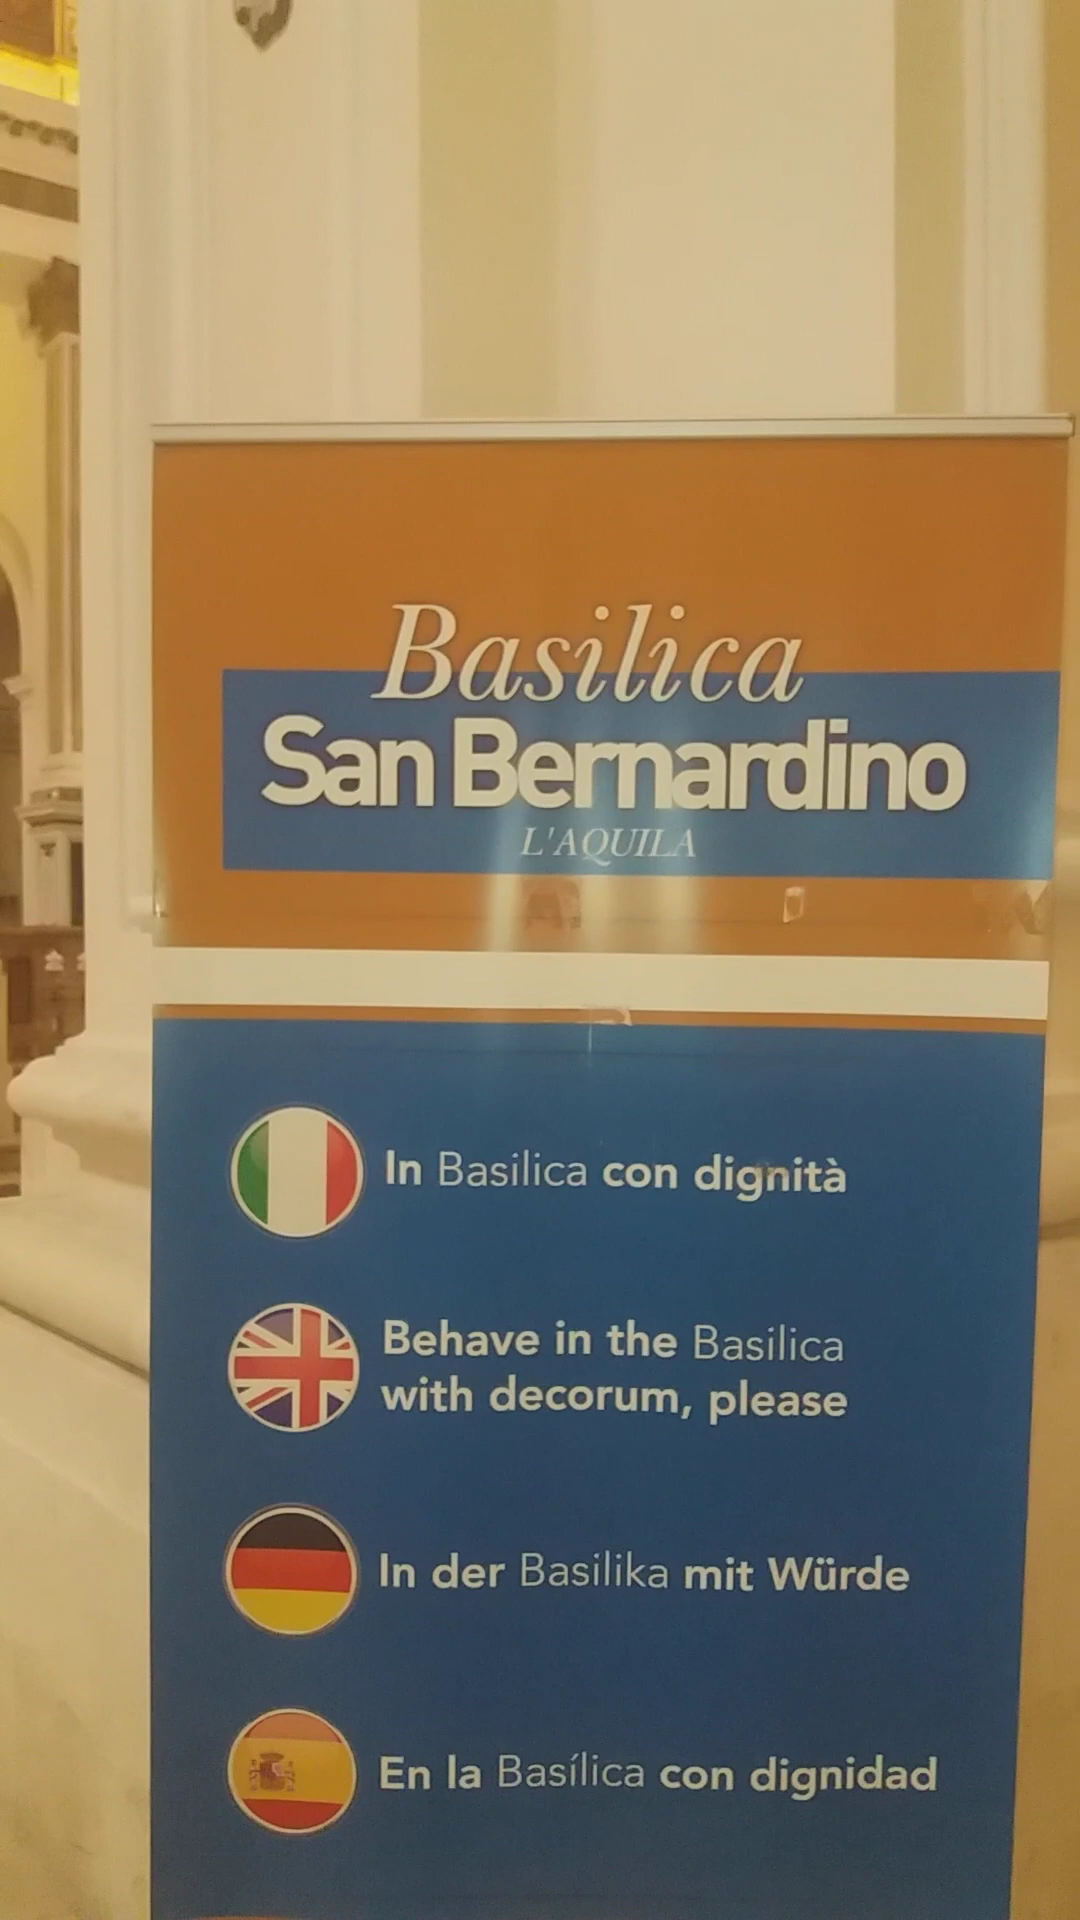 Basilica
San Bernardino
L'AQUILA
In Basilica con dignità
Behave in the Basilica
with decorum, please
In der Basilika mit Würde
En la Basílica con dignidad